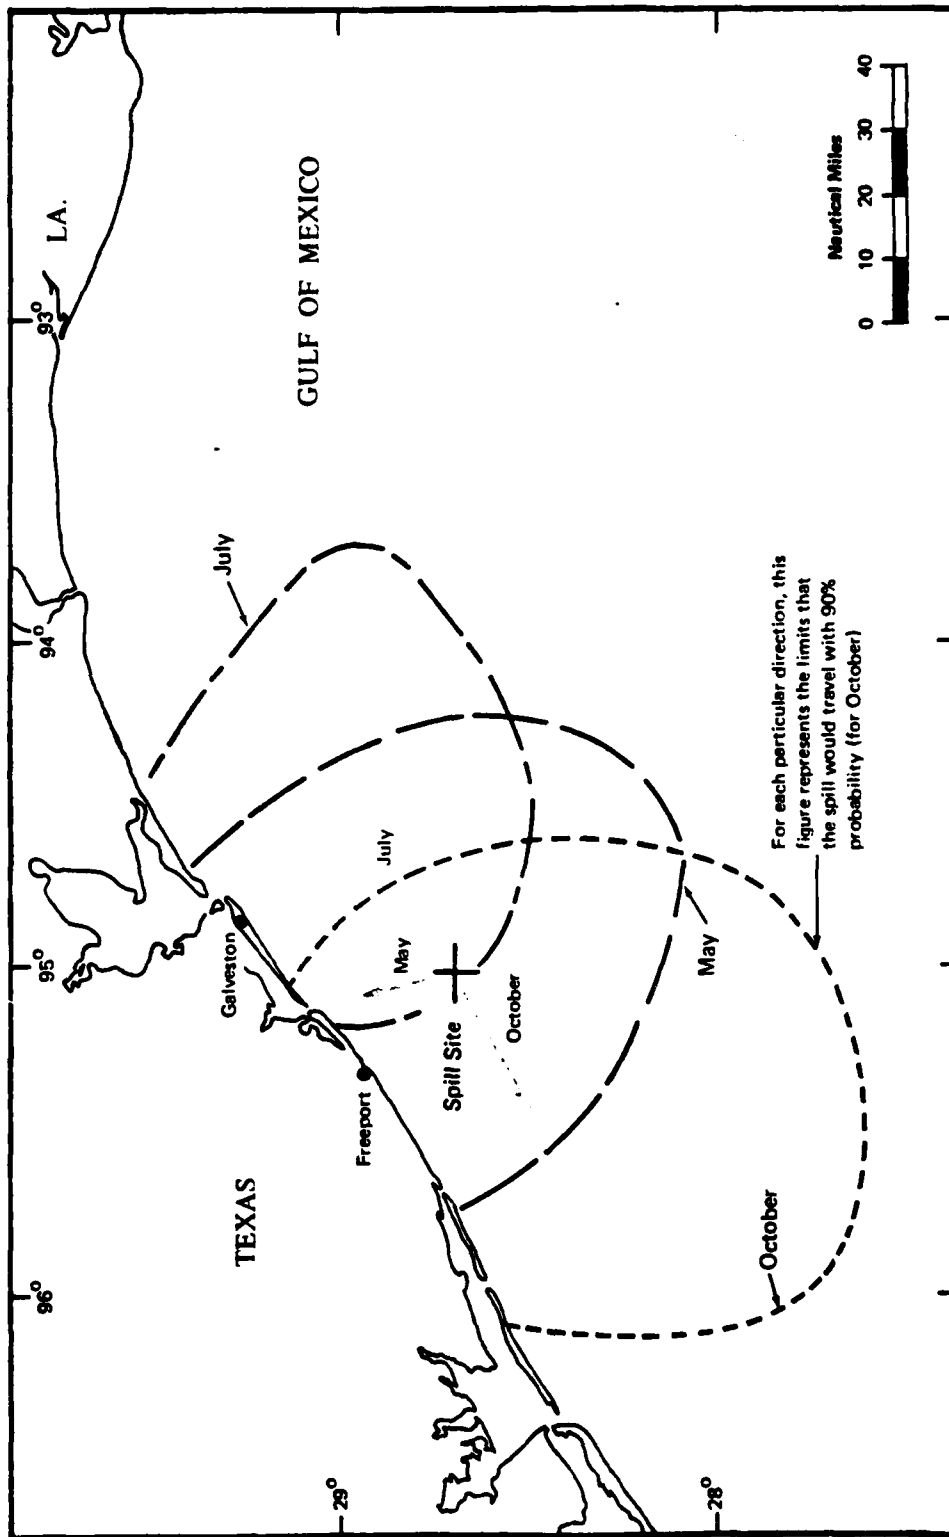 LA.
93°
94°
95°
96°
29°
28°
TEXAS
GULF OF MEXICO
Galveston
Freeport
July
July
May
Spill Site
October
May
October
For each particular direction, this
figure represents the limits that
the spill would travel with 90%
probability (for October)
Nautical Miles
0 10 20 30 40